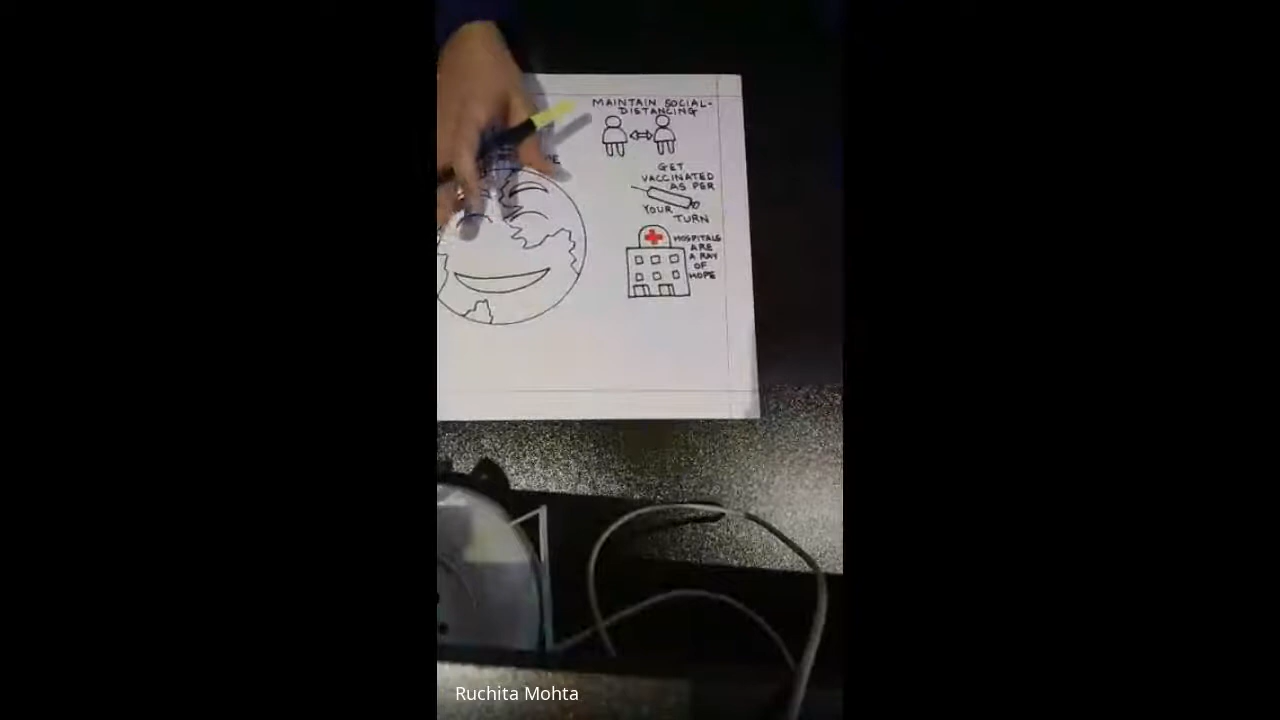 MAINTAIN SOCIAL-
DISTANCING
GET
VACCINATED
AS PER
YOUR
TURN
HOSPITALS
ARE
A RAY
OF
HOPE
Ruchita Mohta